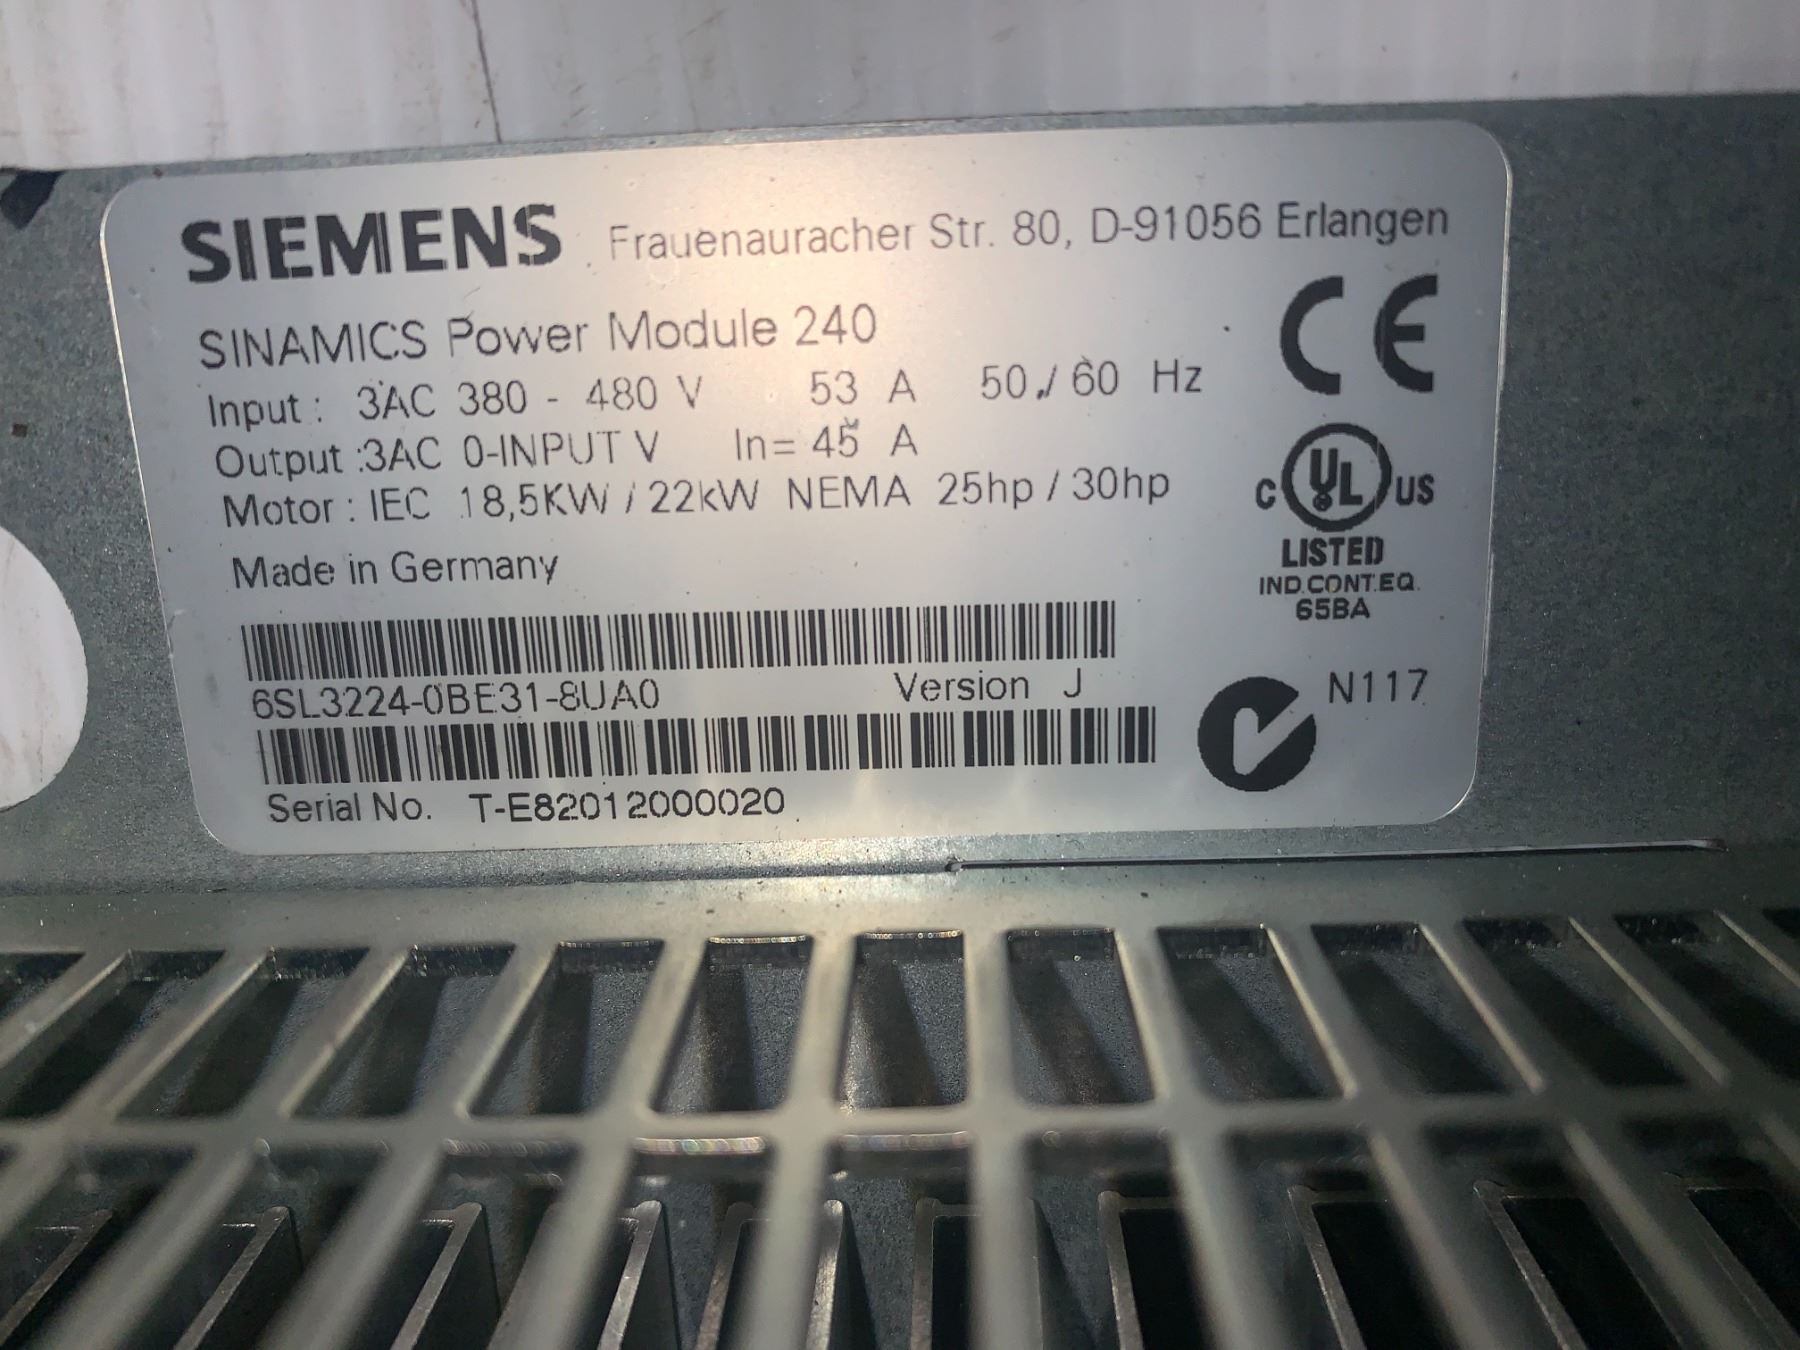 SIEMENS Frauenauracher Str. 80, D-91056 Erlangen
SINAMICS Power Module 240
CE
Input : 3AC 380 - 480 V 53 A 50 / 60 Hz
Output :3AC 0-INPUT V In= 45 A
Motor : IEC 18,5KW / 22kW NEMA 25hp / 30hp
C UL US
LISTED
IND.CONT.EQ.
65BA
Made in Germany
6SL3224-0BE31-8UA0 Version J
N117
Serial No. T-E82012000020